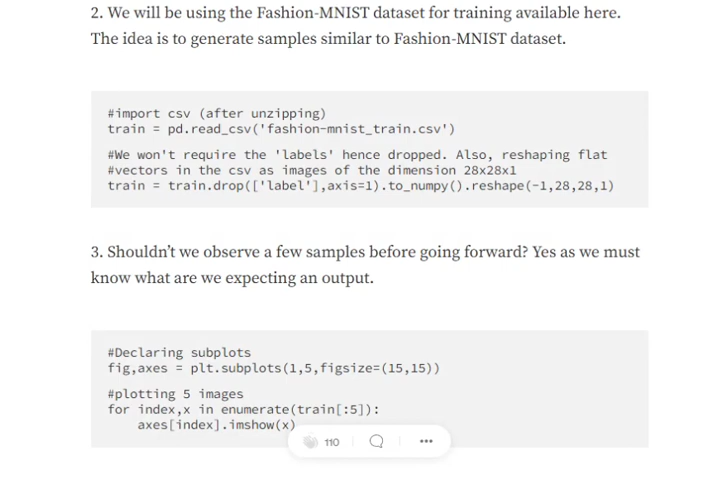 2. We will be using the Fashion-MNIST dataset for training available here.
The idea is to generate samples similar to Fashion-MNIST dataset.
#import csv (after unzipping)
train = pd.read_csv('fashion-mnist_train.csv')
#We won't require the 'labels' hence dropped. Also, reshaping flat
#vectors in the csv as images of the dimension 28x28x1
train = train.drop(['label'],axis=1).to_numpy().reshape(-1,28,28,1)
3. Shouldn’t we observe a few samples before going forward? Yes as we must
know what are we expecting an output.
#Declaring subplots
fig,axes = plt.subplots(1,5,figsize=(15,15))
#plotting 5 images
for index,x in enumerate(train[:5]):
    axes[index].imshow(x)
110